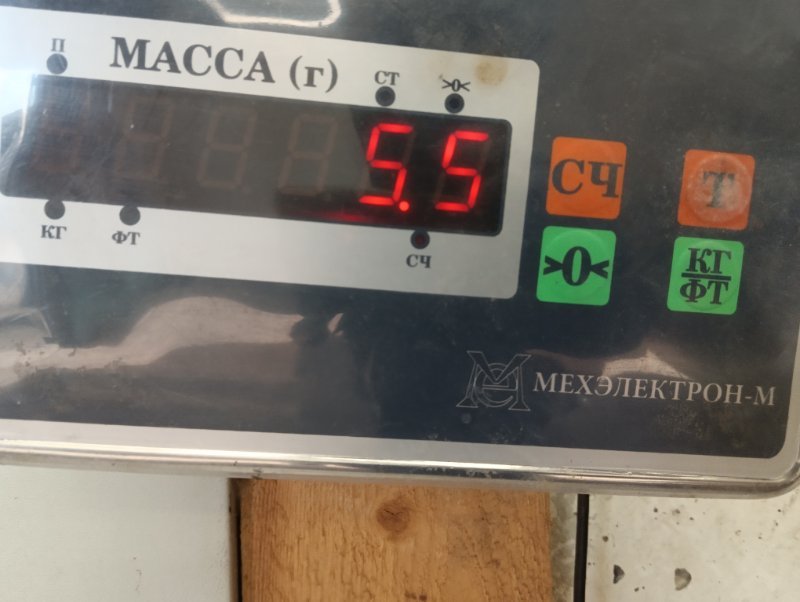 П
МАССА (г)
СТ
>0<
5.5
КГ
ФТ
СЧ
СЧ
Т
>0<
КГ
ФТ
МЕХЭЛЕКТРОН-М